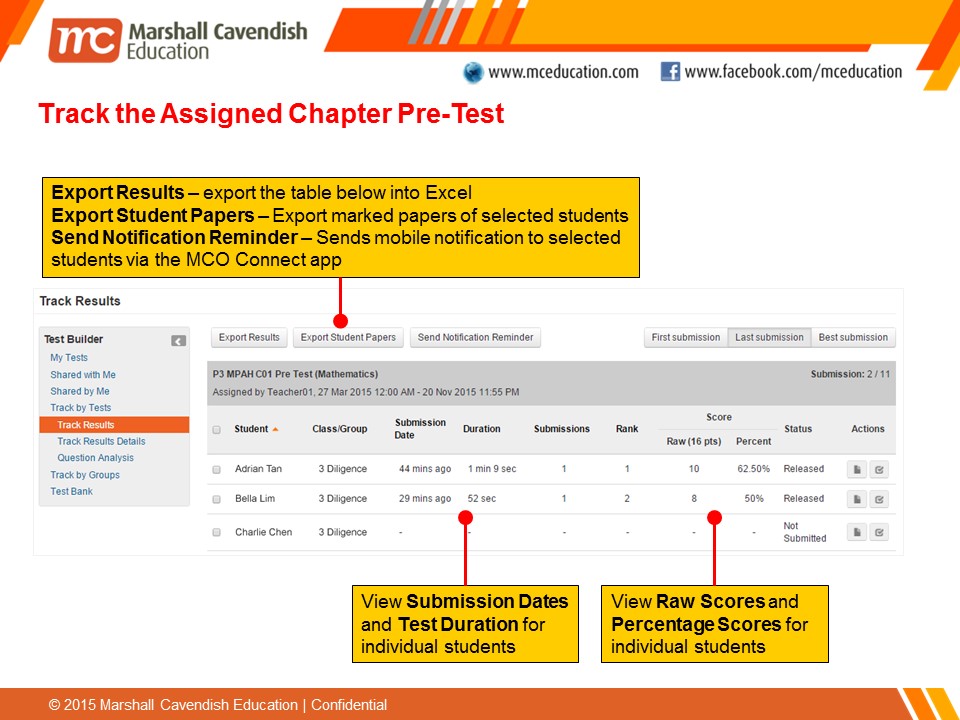 mc Marshall Cavendish
Education
www.mceducation.com
www.facebook.com/mceducation
Track the Assigned Chapter Pre-Test
Export Results – export the table below into Excel
Export Student Papers – Export marked papers of selected students
Send Notification Reminder – Sends mobile notification to selected
students via the MCO Connect app
Track Results
Test Builder
My Tests
Shared with Me
Shared by Me
Track by Tests
Track Results
Track Results Details
Question Analysis
Track by Groups
Test Bank
Export Results Export Student Papers Send Notification Reminder First submission Last submission Best submission
P3 MPAH C01 Pre Test (Mathematics) Submission: 2 / 11
Assigned by Teacher01, 27 Mar 2015 12:00 AM - 20 Nov 2015 11:55 PM
Student Class/Group Submission Date Duration Submissions Rank Score Status Actions
Raw (16 pts) Percent
Adrian Tan 3 Diligence 44 mins ago 1 min 9 sec 1 1 10 62.50% Released
Bella Lim 3 Diligence 29 mins ago 52 sec 1 2 8 50% Released
Charlie Chen 3 Diligence - - - - - - Not Submitted
View Submission Dates
and Test Duration for
individual students
View Raw Scores and
Percentage Scores for
individual students
© 2015 Marshall Cavendish Education | Confidential